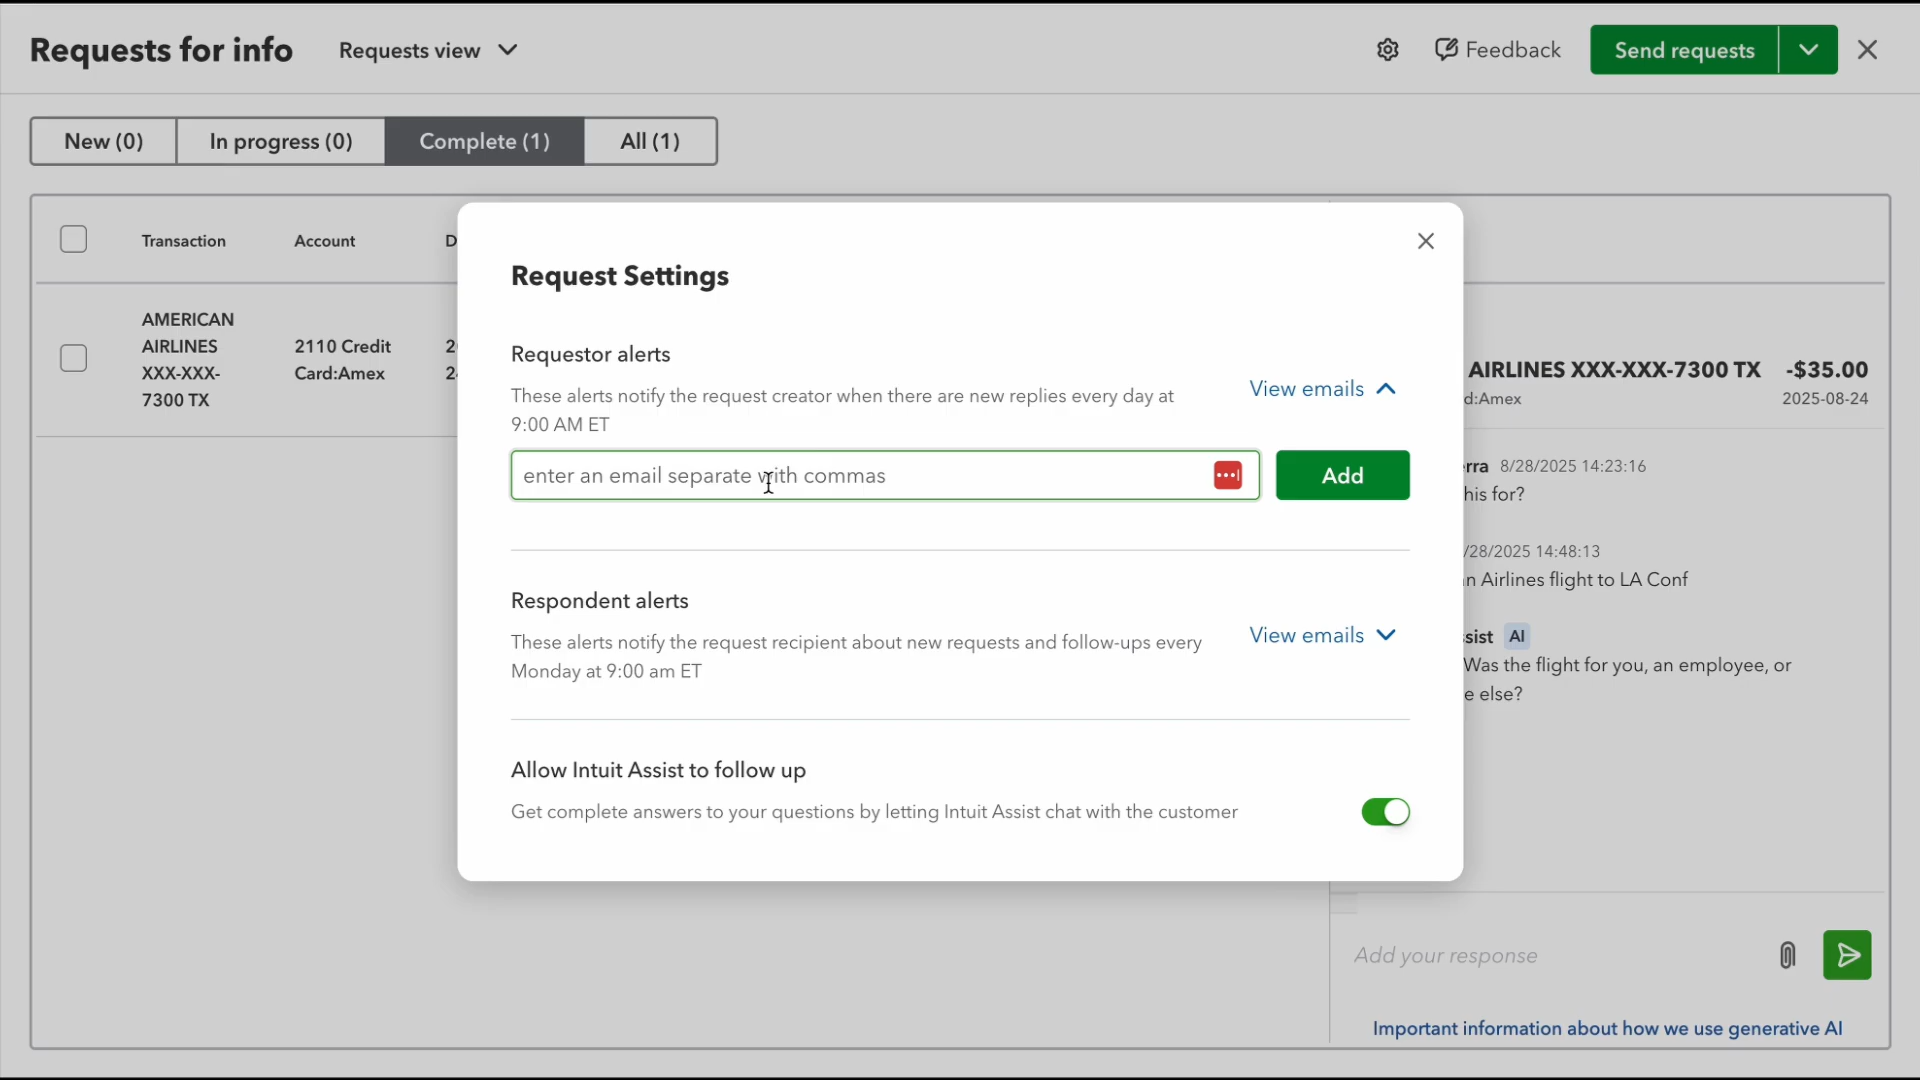 Requests for info
Requests view
Feedback
Send requests
New (0)
In progress (0)
Complete (1)
All (1)
Transaction
Account
D
AMERICAN
AIRLINES
XXX-XXX-
7300 TX
2110 Credit
Card:Amex
2
2
Request Settings
Requestor alerts
These alerts notify the request creator when there are new replies every day at
9:00 AM ET
View emails
enter an email separate with commas
Add
Respondent alerts
These alerts notify the request recipient about new requests and follow-ups every
Monday at 9:00 am ET
View emails
Allow Intuit Assist to follow up
Get complete answers to your questions by letting Intuit Assist chat with the customer
AIRLINES XXX-XXX-7300 TX
-$35.00
d:Amex
2025-08-24
rra 8/28/2025 14:23:16
his for?
/28/2025 14:48:13
n Airlines flight to LA Conf
sist AI
Was the flight for you, an employee, or
e else?
Add your response
Important information about how we use generative AI